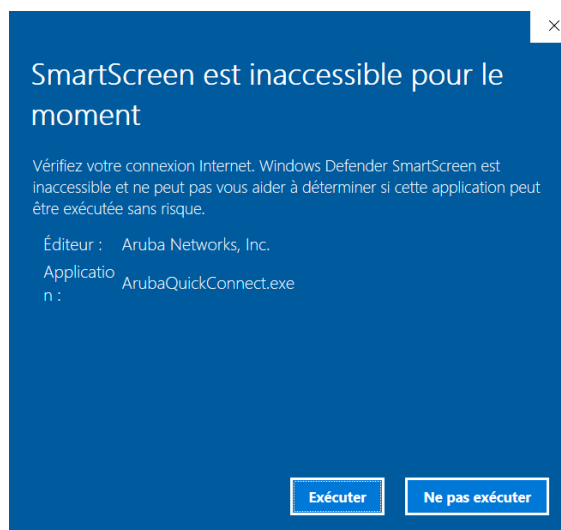 SmartScreen est inaccessible pour le
moment
Vérifiez votre connexion Internet. Windows Defender SmartScreen est
inaccessible et ne peut pas vous aider à déterminer si cette application peut
être exécutée sans risque.
Éditeur : Aruba Networks, Inc.
Applicatio
n : ArubaQuickConnect.exe
Exécuter Ne pas exécuter